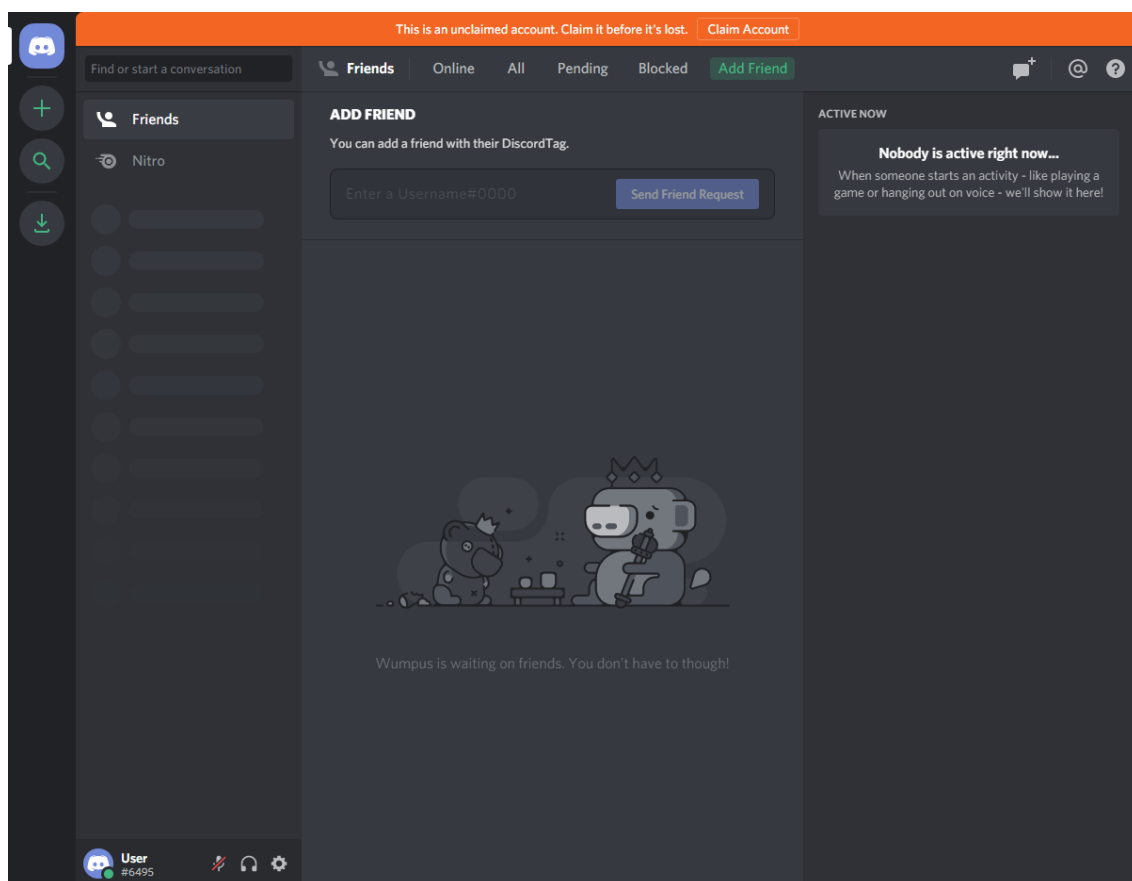 This is an unclaimed account. Claim it before it's lost. Claim Account
Find or start a conversation
Friends Online All Pending Blocked Add Friend
Friends
Nitro
ADD FRIEND
You can add a friend with their DiscordTag.
Enter a Username#0000 Send Friend Request
ACTIVE NOW
Nobody is active right now...
When someone starts an activity - like playing a
game or hanging out on voice - we'll show it here!
Wumpus is waiting on friends. You don't have to though!
User
#6495